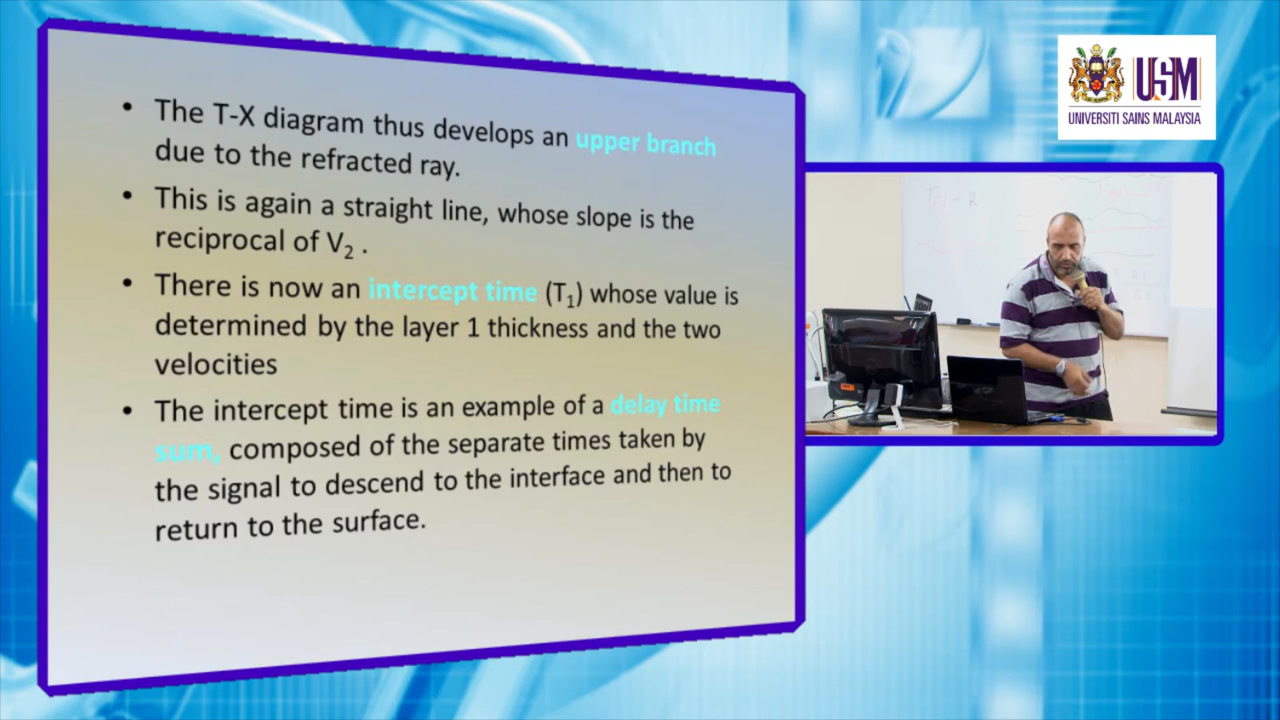 • The T-X diagram thus develops an upper branch
due to the refracted ray.
• This is again a straight line, whose slope is the
reciprocal of V₂ .
• There is now an intercept time (T₁) whose value is
determined by the layer 1 thickness and the two
velocities
• The intercept time is an example of a delay time
sum, composed of the separate times taken by
the signal to descend to the interface and then to
return to the surface.
USM
UNIVERSITI SAINS MALAYSIA